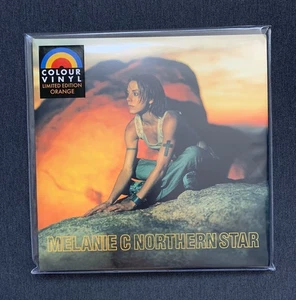 COLOUR
VINYL
LIMITED EDITION
ORANGE
MELANIE C NORTHERN STAR